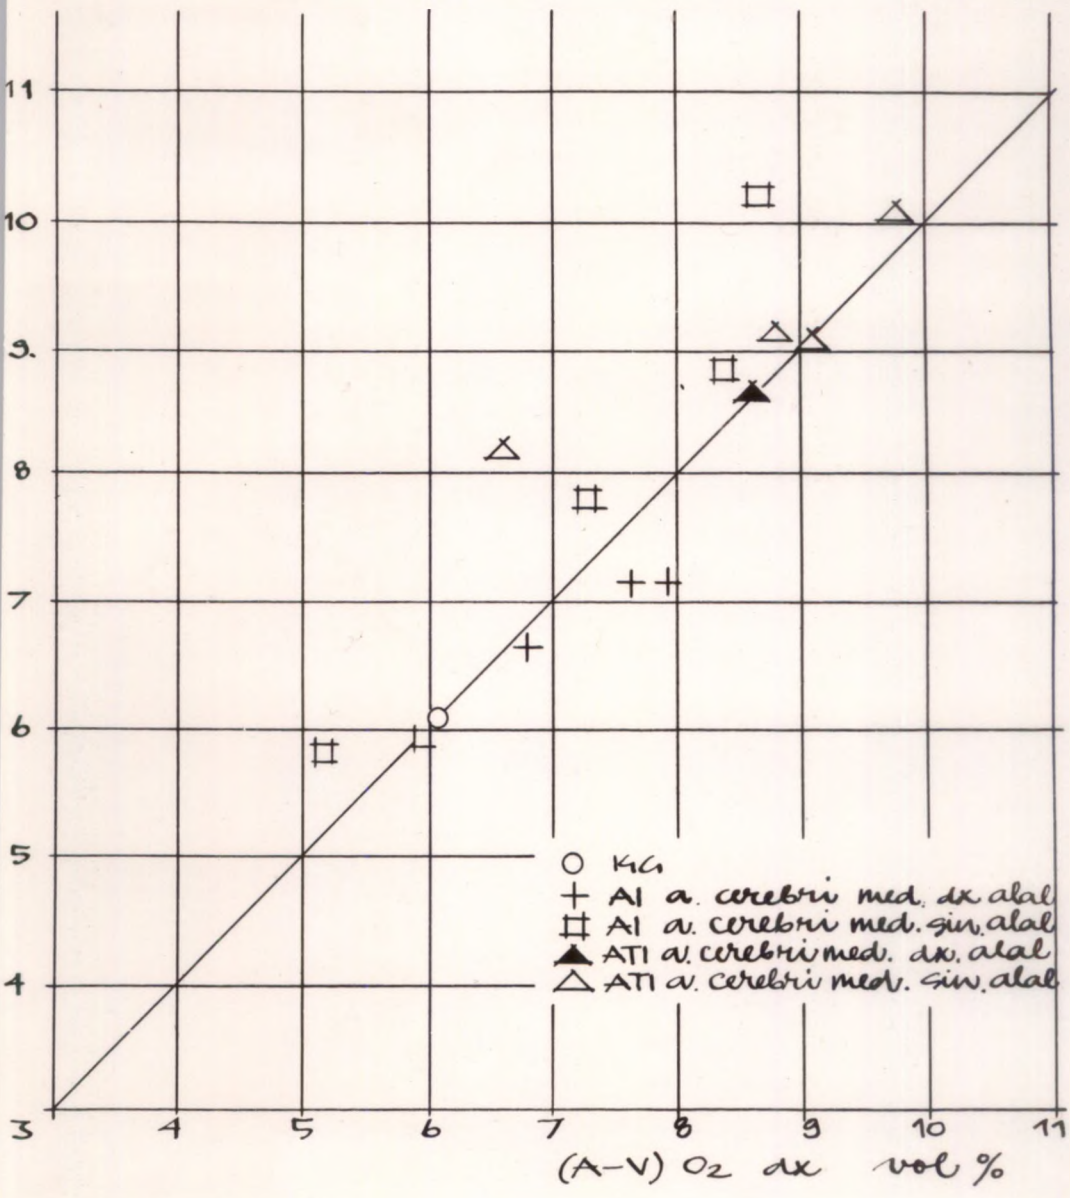 11
10
9.
8
7
6
5
4
3 4 5 6 7 8 9 10 11
○ KG
+ AI a. cerebri med. dx alal
AI a. cerebri med. sin. alal
▲ ATI a. cerebri med. dx. alal
△ ATI a. cerebri med. sin. alal
(A-V) O2 dx vol %